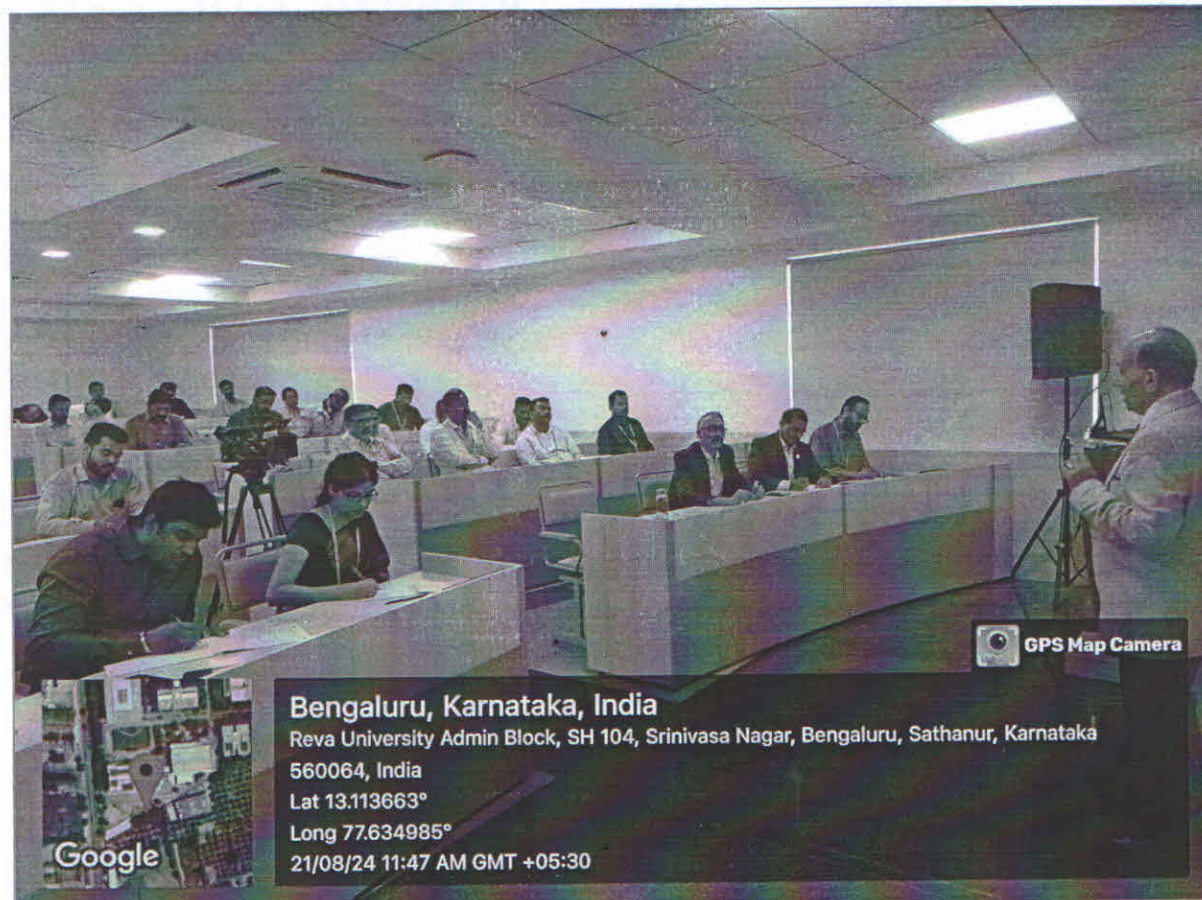 GPS Map Camera
Bengaluru, Karnataka, India
Reva University Admin Block, SH 104, Srinivasa Nagar, Bengaluru, Sathanur, Karnataka
560064, India
Lat 13.113663°
Long 77.634985°
21/08/24 11:47 AM GMT +05:30
Google